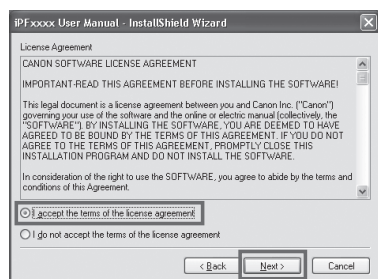 iPFxxxx User Manual - InstallShield Wizard
License Agreement
CANON SOFTWARE LICENSE AGREEMENT
IMPORTANT-READ THIS AGREEMENT BEFORE INSTALLING THE SOFTWARE!
This legal document is a license agreement between you and Canon Inc. ("Canon")
governing your use of the software and the online or electric manual (collectively, the
"SOFTWARE"). BY INSTALLING THE SOFTWARE, YOU ARE DEEMED TO HAVE
AGREED TO BE BOUND BY THE TERMS OF THIS AGREEMENT. IF YOU DO NOT
AGREE TO THE TERMS OF THIS AGREEMENT, PROMPTLY CLOSE THIS
INSTALLATION PROGRAM AND DO NOT INSTALL THE SOFTWARE.
In consideration of the right to use the SOFTWARE, you agree to abide by the terms and
conditions of this Agreement.
I accept the terms of the license agreement
I do not accept the terms of the license agreement
< Back
Next >
Cancel